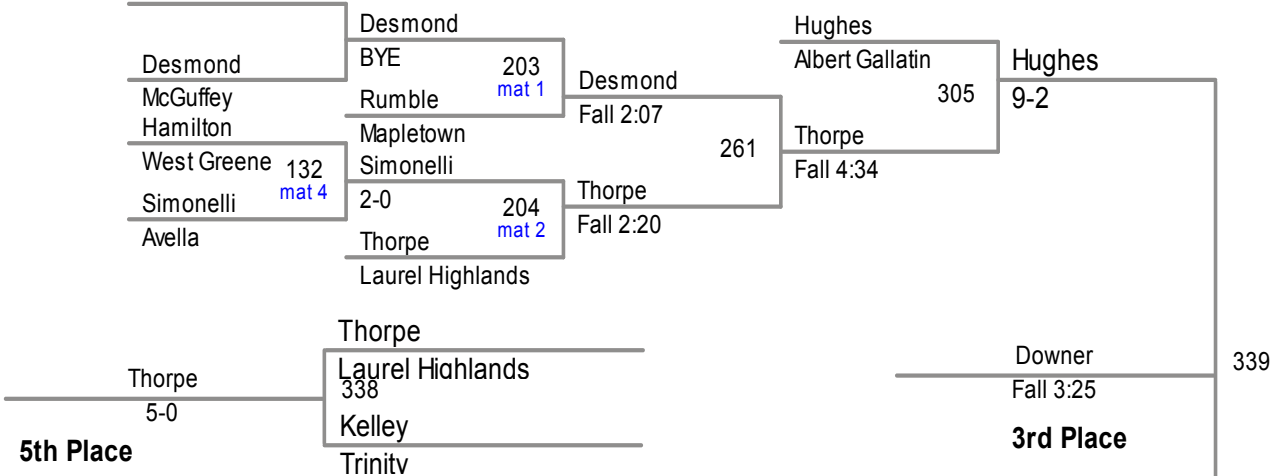 Desmond
BYE
Desmond
McGuffey
203
mat 1
Rumble
Mapletown
Desmond
Fall 2:07
Hamilton
West Greene
132
mat 4
Simonelli
Avella
Simonelli
2-0
204
mat 2
Thorpe
Laurel Highlands
Thorpe
Fall 2:20
261
Hughes
Albert Gallatin
305
Thorpe
Fall 4:34
Hughes
9-2
Thorpe
Laurel Highlands
338
Kelley
Trinity
Thorpe
5-0
5th Place
Downer
Fall 3:25
339
3rd Place